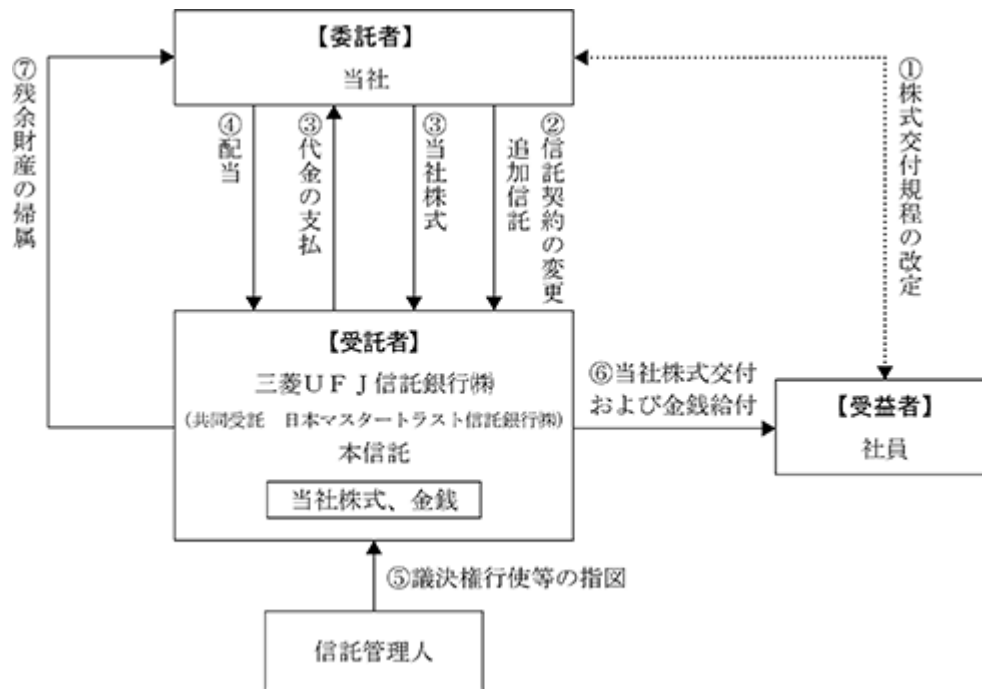 【委託者】
当社
⑦残余財産の帰属
④配当
③代金の支払
③当社株式
②信託契約の変更
追加信託
①株式交付規程の改定
【受託者】
三菱UFJ信託銀行㈱
(共同受託　日本マスタートラスト信託銀行㈱)
本信託
当社株式、金銭
⑥当社株式交付
および金銭給付
【受益者】
社員
⑤議決権行使等の指図
信託管理人